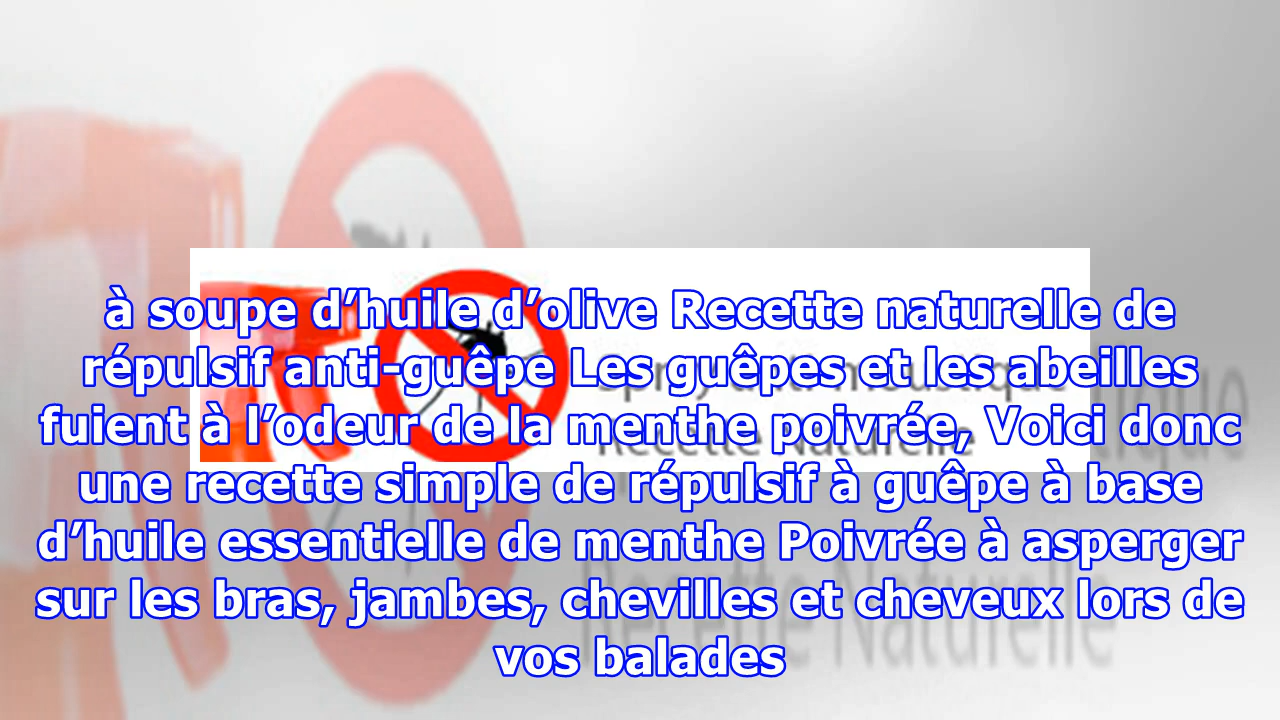 à soupe d’huile d’olive Recette naturelle de
répulsif anti-guêpe Les guêpes et les abeilles
fuient à l’odeur de la menthe poivrée, Voici donc
une recette simple de répulsif à guêpe à base
d’huile essentielle de menthe Poivrée à asperger
sur les bras, jambes, chevilles et cheveux lors de
vos balades
Recette Naturelle